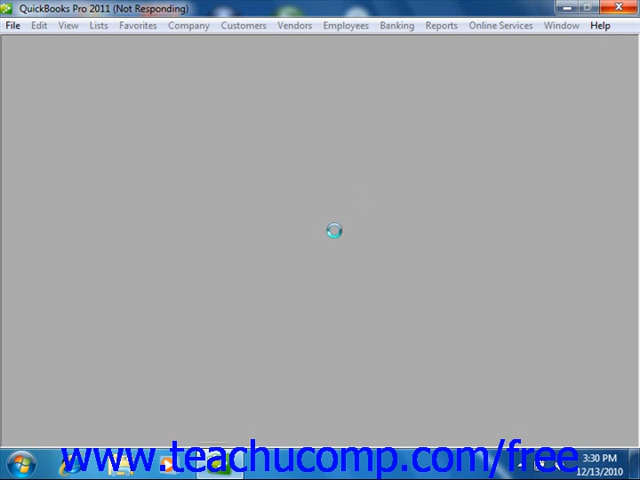 QuickBooks Pro 2011 (Not Responding)
File Edit View Lists Favorites Company Customers Vendors Employees Banking Reports Online Services Window Help
www.teachucomp.com/free
3:30 PM
12/13/2010